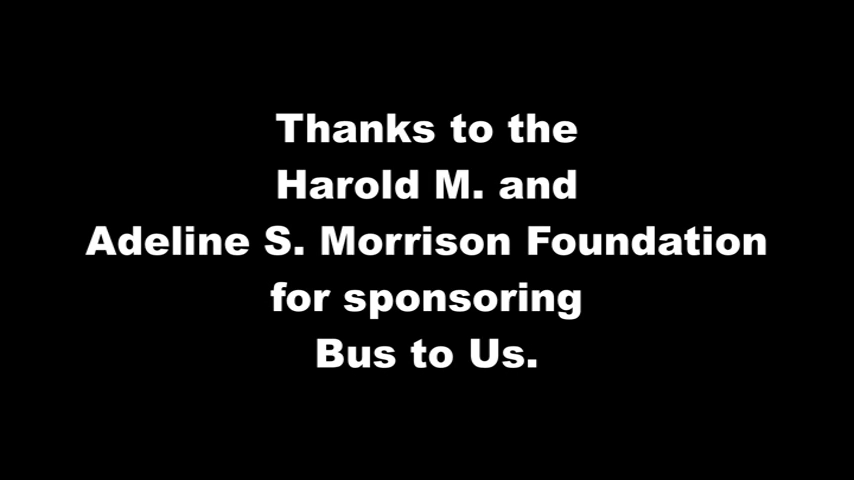 Thanks to the
Harold M. and
Adeline S. Morrison Foundation
for sponsoring
Bus to Us.